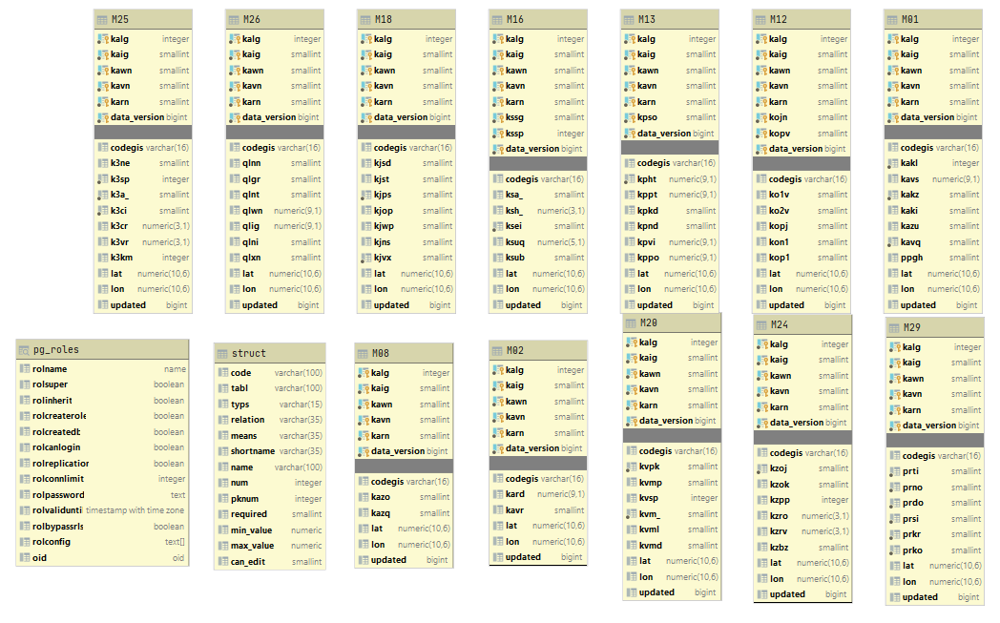 M25
kalg integer
kaig smallint
kawn smallint
kavn smallint
karn smallint
data_version bigint
codegis varchar(16)
k3ne smallint
k3sp integer
k3a_ smallint
k3ci smallint
k3cr numeric(3,1)
k3vr numeric(3,1)
k3km integer
lat numeric(10,6)
lon numeric(10,6)
updated bigint
M26
kalg integer
kaig smallint
kawn smallint
kavn smallint
karn smallint
data_version bigint
codegis varchar(16)
qlnn smallint
qlgr smallint
qlnt smallint
qlwn numeric(9,1)
qlig numeric(9,1)
qlni smallint
qlxn smallint
lat numeric(10,6)
lon numeric(10,6)
updated bigint
M18
kalg integer
kaig smallint
kawn smallint
kavn smallint
karn smallint
data_version bigint
codegis varchar(16)
kjsd smallint
kjst smallint
kjps smallint
kjop smallint
kjwp smallint
kjns smallint
kjvx smallint
lat numeric(10,6)
lon numeric(10,6)
updated bigint
M16
kalg integer
kaig smallint
kawn smallint
kavn smallint
karn smallint
kssg smallint
kssp integer
data_version bigint
codegis varchar(16)
ksa_ smallint
ksh_ numeric(3,1)
ksei smallint
ksuq numeric(5,1)
ksub smallint
lat numeric(10,6)
lon numeric(10,6)
updated bigint
M13
kalg integer
kaig smallint
kawn smallint
kavn smallint
karn smallint
kpso smallint
data_version bigint
codegis varchar(16)
kpht numeric(9,1)
kppt numeric(9,1)
kpkd smallint
kpnd smallint
kpvi numeric(9,1)
kppo numeric(9,1)
lat numeric(10,6)
lon numeric(10,6)
updated bigint
M12
kalg integer
kaig smallint
kawn smallint
kavn smallint
karn smallint
kojn smallint
kopv smallint
data_version bigint
codegis varchar(16)
ko1v smallint
ko2v smallint
kopj smallint
kon1 smallint
kop1 smallint
lat numeric(10,6)
lon numeric(10,6)
updated bigint
M01
kalg integer
kaig smallint
kawn smallint
kavn smallint
karn smallint
data_version bigint
codegis varchar(16)
kakl integer
kavs numeric(9,1)
kakz smallint
kaki smallint
kazu smallint
kavq smallint
ppgh smallint
lat numeric(10,6)
lon numeric(10,6)
updated bigint
pg_roles
rolname name
rolsuper boolean
rolinherit boolean
rolcreaterole boolean
rolcreatedb boolean
rolcanlogin boolean
rolreplication boolean
rolconnlimit integer
rolpassword text
rolvaliduntil timestamp with time zone
rolbypassrls boolean
rolconfig text[]
oid oid
struct
code varchar(100)
tabl varchar(100)
typs varchar(15)
relation varchar(35)
means varchar(35)
shortname varchar(35)
name varchar(100)
num integer
pknum integer
required smallint
min_value numeric
max_value numeric
can_edit smallint
M08
kalg integer
kaig smallint
kawn smallint
kavn smallint
karn smallint
data_version bigint
codegis varchar(16)
kazo smallint
kazq smallint
lat numeric(10,6)
lon numeric(10,6)
updated bigint
M02
kalg integer
kaig smallint
kawn smallint
kavn smallint
karn smallint
data_version bigint
codegis varchar(16)
kard numeric(9,1)
kavr smallint
lat numeric(10,6)
lon numeric(10,6)
updated bigint
M20
kalg integer
kaig smallint
kawn smallint
kavn smallint
karn smallint
data_version bigint
codegis varchar(16)
kvpk smallint
kvmp smallint
kvsp integer
kvm_ smallint
kvml smallint
kvmd smallint
lat numeric(10,6)
lon numeric(10,6)
updated bigint
M24
kalg integer
kaig smallint
kawn smallint
kavn smallint
karn smallint
data_version bigint
codegis varchar(16)
kzoj smallint
kzok smallint
kzpp integer
kzro numeric(3,1)
kzrv numeric(3,1)
kzbz smallint
lat numeric(10,6)
lon numeric(10,6)
updated bigint
M29
kalg integer
kaig smallint
kawn smallint
kavn smallint
karn smallint
data_version bigint
codegis varchar(16)
prti smallint
prno smallint
prdo smallint
prsi smallint
prkr smallint
prko smallint
lat numeric(10,6)
lon numeric(10,6)
updated bigint